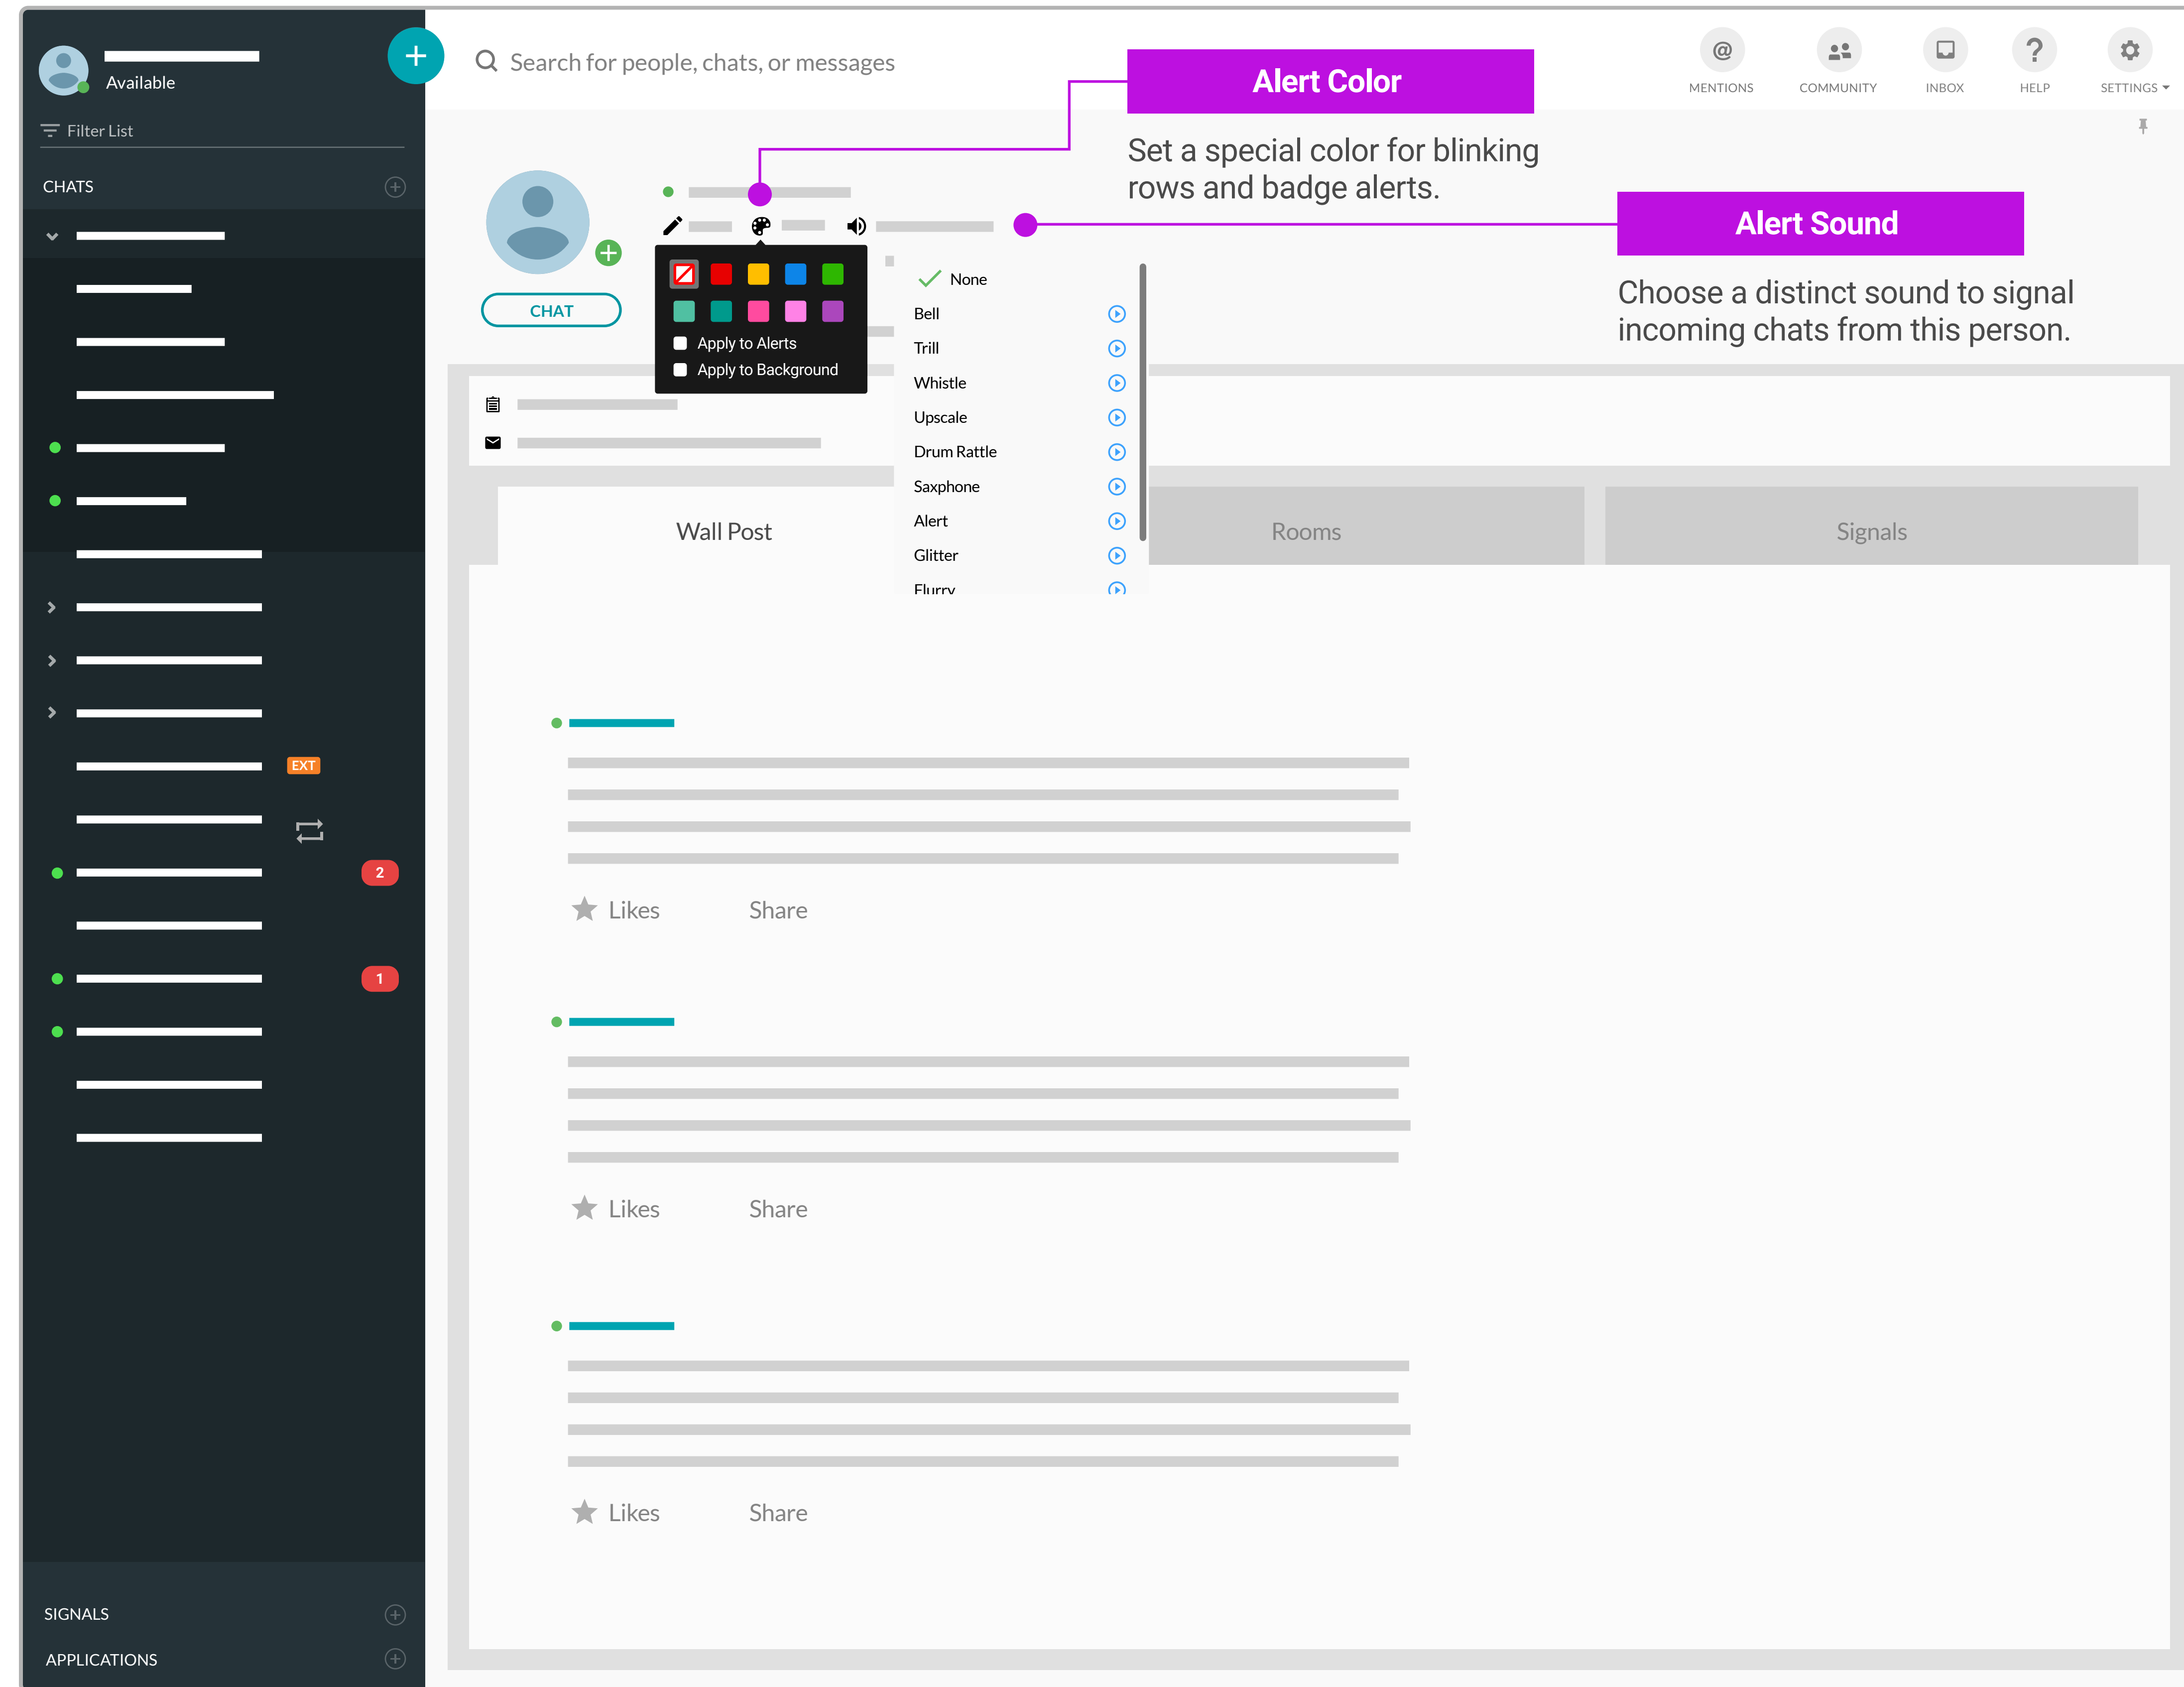 Available
Filter List
CHATS
EXT
2
1
SIGNALS
APPLICATIONS
Search for people, chats, or messages
@
MENTIONS
COMMUNITY
INBOX
?
HELP
SETTINGS
Alert Color
Set a special color for blinking
rows and badge alerts.
Alert Sound
Choose a distinct sound to signal
incoming chats from this person.
CHAT
Apply to Alerts
Apply to Background
None
Bell
Trill
Whistle
Upscale
Drum Rattle
Saxphone
Alert
Glitter
Flurry
Wall Post
Rooms
Signals
Likes Share
Likes Share
Likes Share